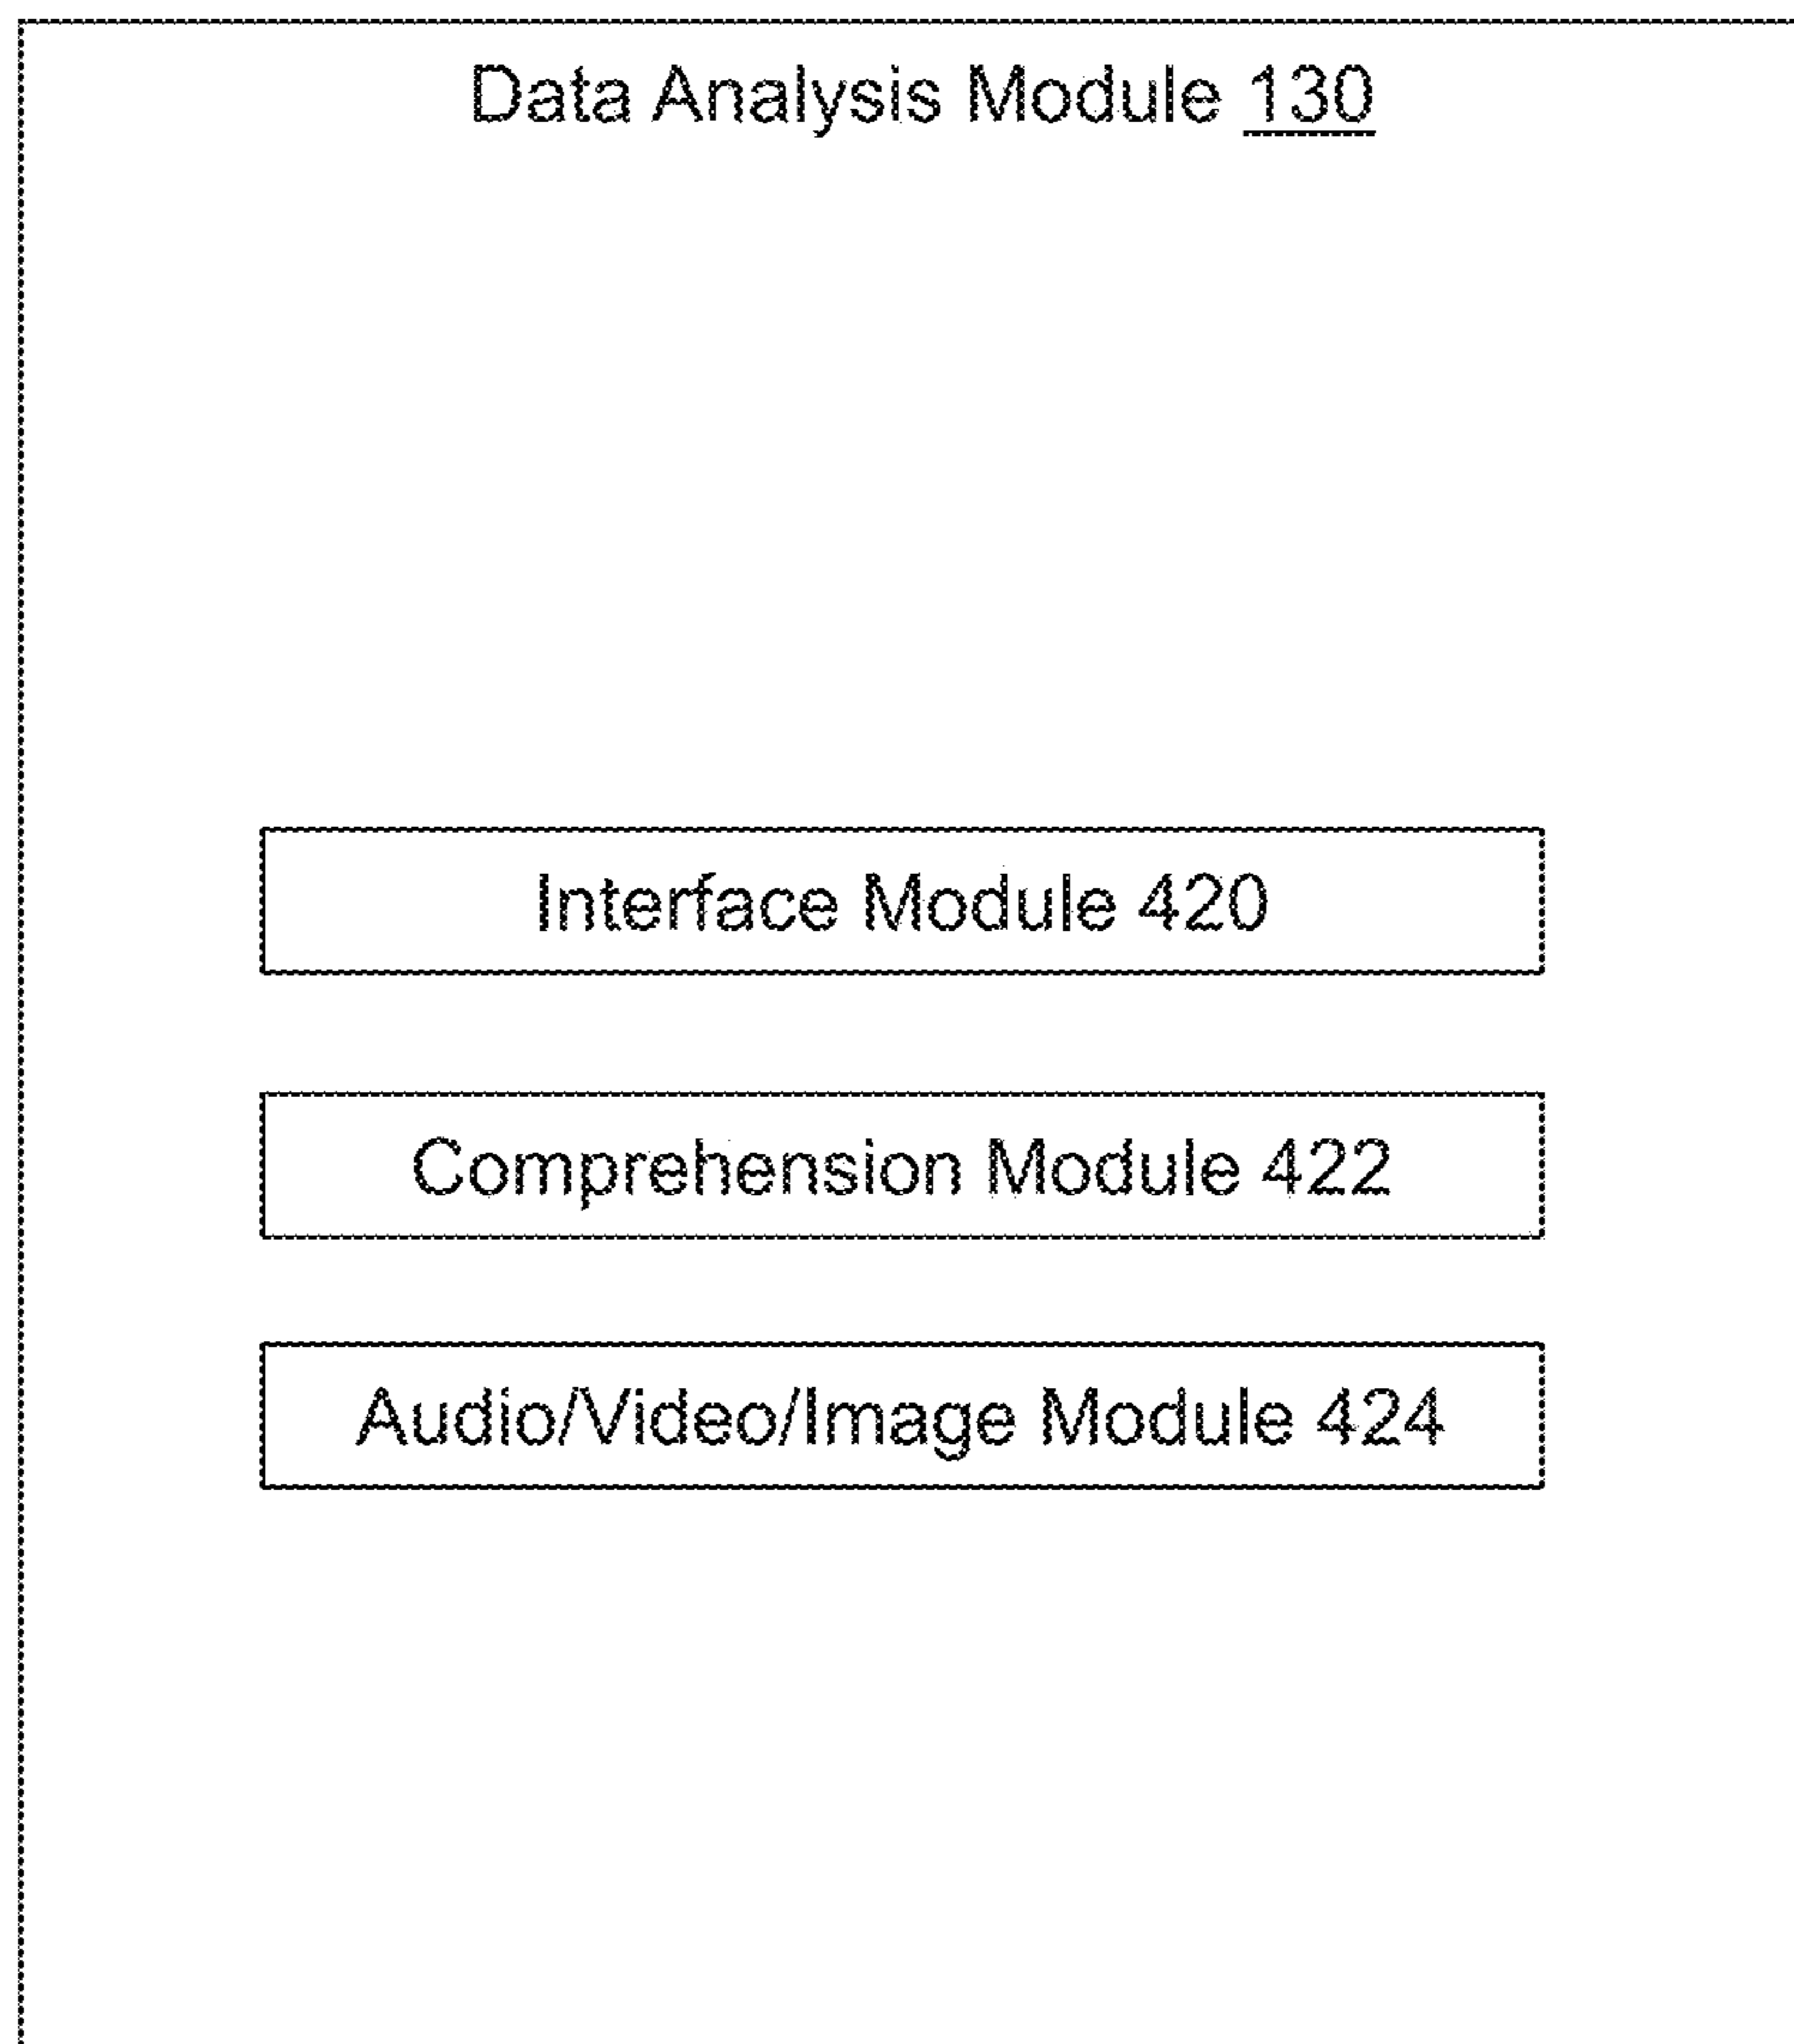 Data Analysis Module 130
Interface Module 420
Comprehension Module 422
Audio/Video/Image Module 424